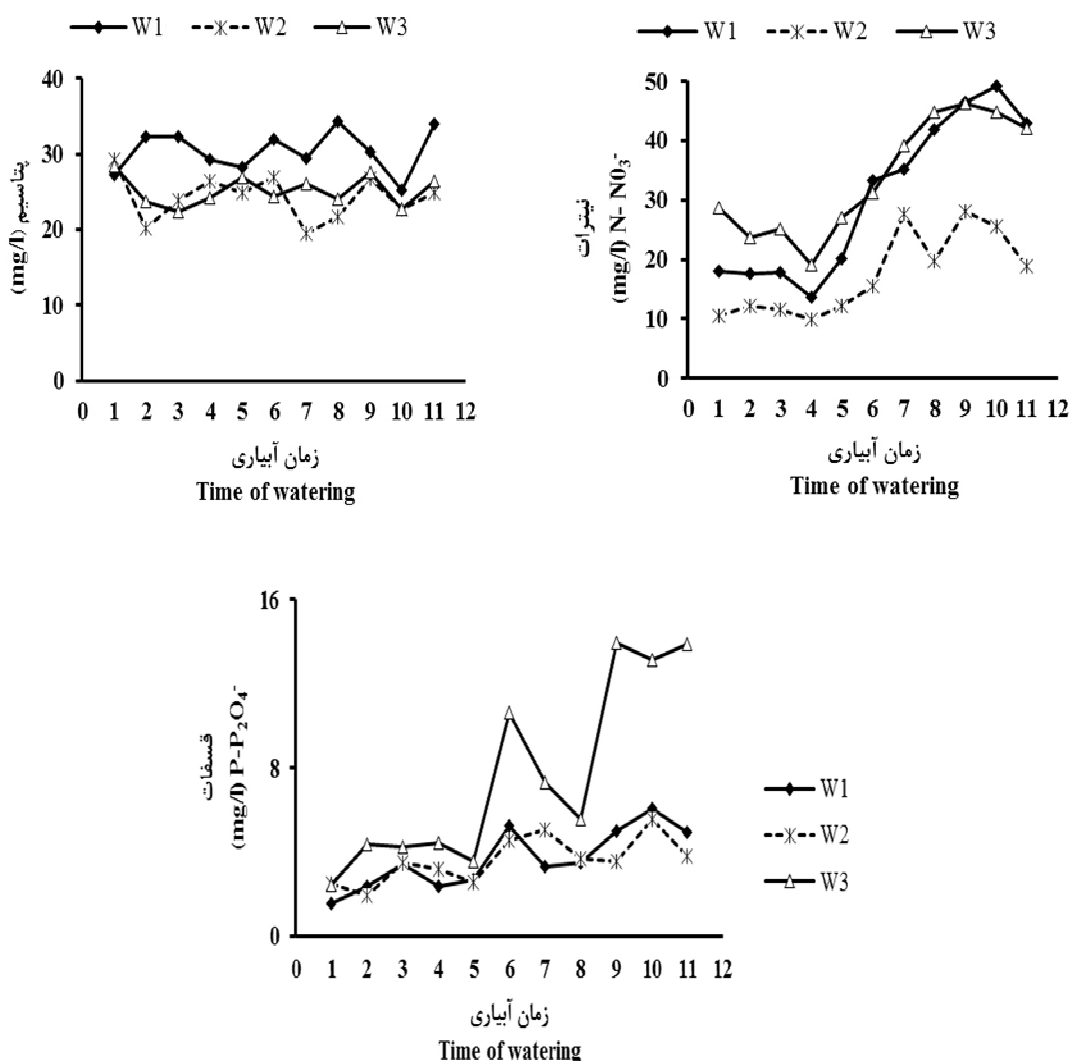 W1 W2 W3
40
30
20
10
0
0 1 2 3 4 5 6 7 8 9 10 11 12
پتاسیم
(mg/l)
زمان آبیاری
Time of watering
W1 W2 W3
50
40
30
20
10
0
0 1 2 3 4 5 6 7 8 9 10 11 12
نیترات
(mg/l) N- N0₃-
زمان آبیاری
Time of watering
16
8
0
0 1 2 3 4 5 6 7 8 9 10 11 12
فسفات
(mg/l) P-P₂O₄-
زمان آبیاری
Time of watering
W1
W2
W3